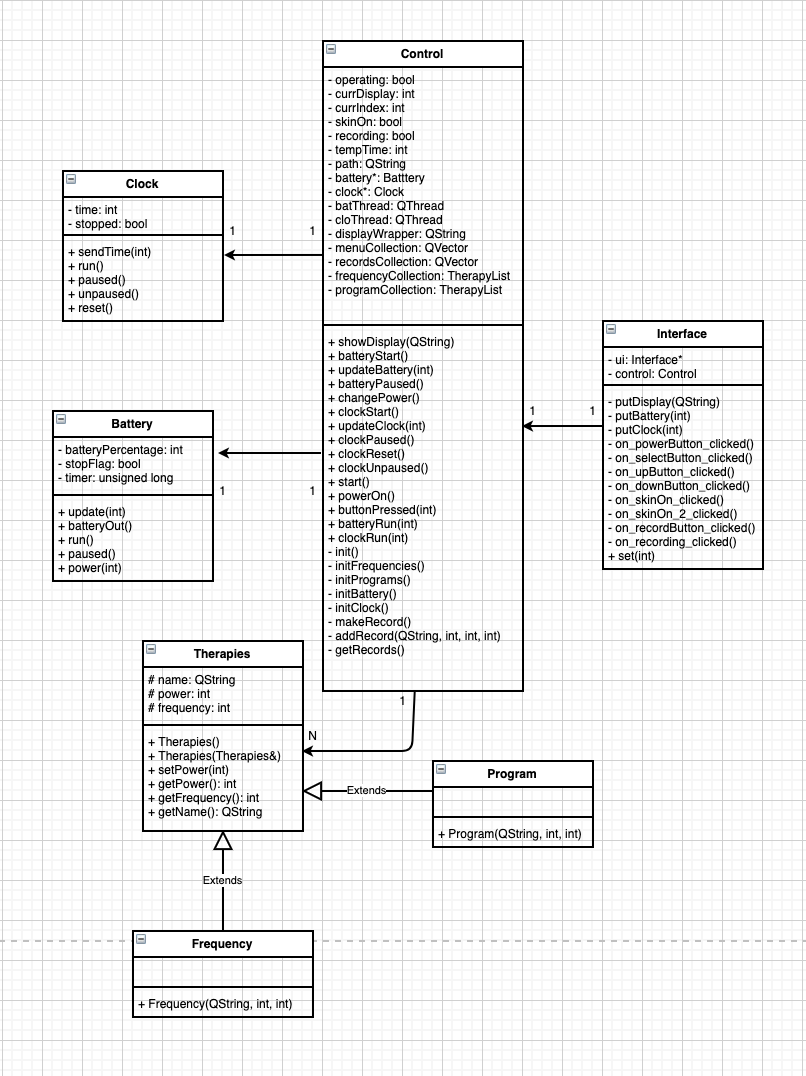 Control
- operating: bool
- currDisplay: int
- currIndex: int
- skinOn: bool
- recording: bool
- tempTime: int
- path: QString
- battery*: Batttery
- clock*: Clock
- batThread: QThread
- cloThread: QThread
- displayWrapper: QString
- menuCollection: QVector
- recordsCollection: QVector
- frequencyCollection: TherapyList
- programCollection: TherapyList
+ showDisplay(QString)
+ batteryStart()
+ updateBattery(int)
+ batteryPaused()
+ changePower()
+ clockStart()
+ updateClock(int)
+ clockPaused()
+ clockReset()
+ clockUnpaused()
+ start()
+ powerOn()
+ buttonPressed(int)
+ batteryRun(int)
+ clockRun(int)
- init()
- initFrequencies()
- initPrograms()
- initBattery()
- initClock()
- makeRecord()
- addRecord(QString, int, int, int)
- getRecords()
Clock
- time: int
- stopped: bool
+ sendTime(int)
+ run()
+ paused()
+ unpaused()
+ reset()
1
1
Interface
- ui: Interface*
- control: Control
- putDisplay(QString)
- putBattery(int)
- putClock(int)
- on_powerButton_clicked()
- on_selectButton_clicked()
- on_upButton_clicked()
- on_downButton_clicked()
- on_skinOn_clicked()
- on_skinOn_2_clicked()
- on_recordButton_clicked()
- on_recording_clicked()
+ set(int)
1
1
Battery
- batteryPercentage: int
- stopFlag: bool
- timer: unsigned long
+ update(int)
+ batteryOut()
+ run()
+ paused()
+ power(int)
1
1
Therapies
# name: QString
# power: int
# frequency: int
+ Therapies()
+ Therapies(Therapies&)
+ setPower(int)
+ getPower(): int
+ getFrequency(): int
+ getName(): QString
1
N
Program
+ Program(QString, int, int)
Extends
Extends
Frequency
+ Frequency(QString, int, int)